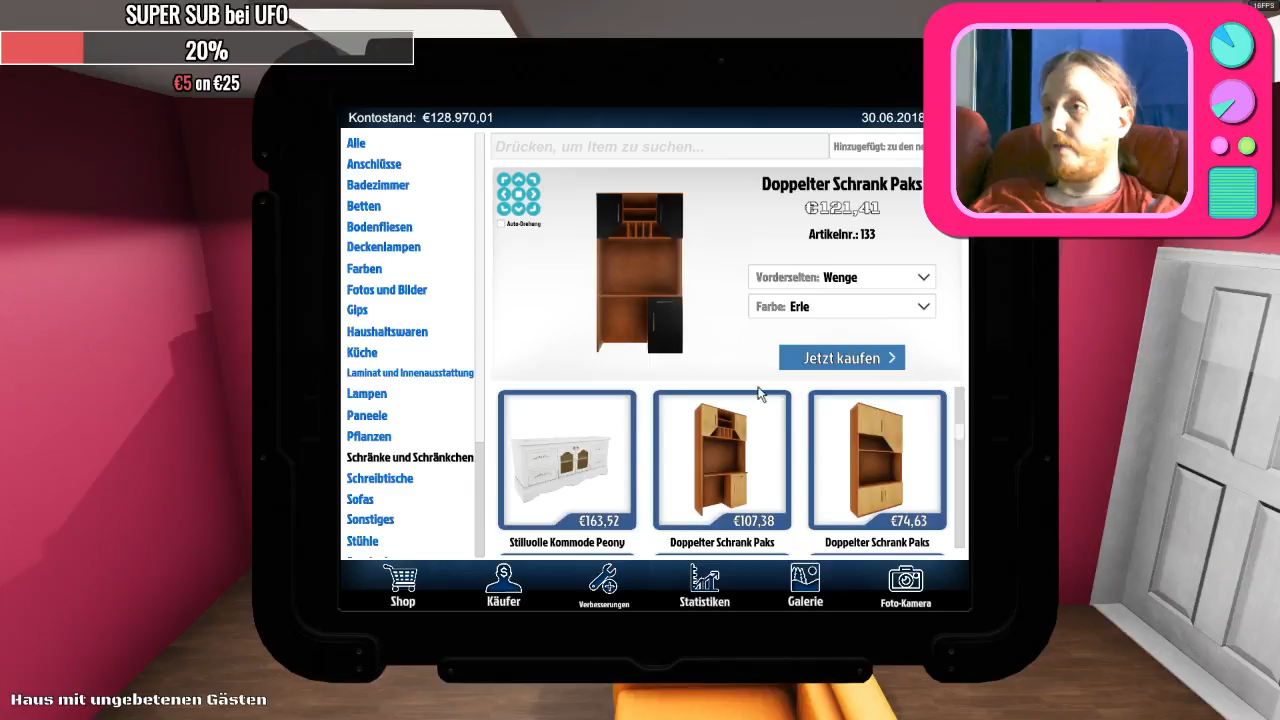 SUPER SUB bei UFO
20%
€5 on €25
16FPS
Kontostand: €128.970,01
30.06.2018
Alle
Anschlüsse
Badezimmer
Betten
Bodenfliesen
Deckenlampen
Farben
Fotos und Bilder
Gips
Haushaltswaren
Küche
Laminat und Innenausstattung
Lampen
Paneele
Pflanzen
Schränke und Schränkchen
Schreibtische
Sofas
Sonstiges
Stühle
Drücken, um Item zu suchen...
Hinzugefügt: zu den
Auto-Drehung
Doppelter Schrank Paks
€121,41
Artikelnr.: 133
Vorderseiten: Wenge
Farbe: Erle
Jetzt kaufen
€163,52
€107,38
€74,63
Stillvolle Kommode Peony
Doppelter Schrank Paks
Doppelter Schrank Paks
Shop
Käufer
Verbesserungen
Statistiken
Galerie
Foto-Kamera
Haus mit ungebetenen Gästen